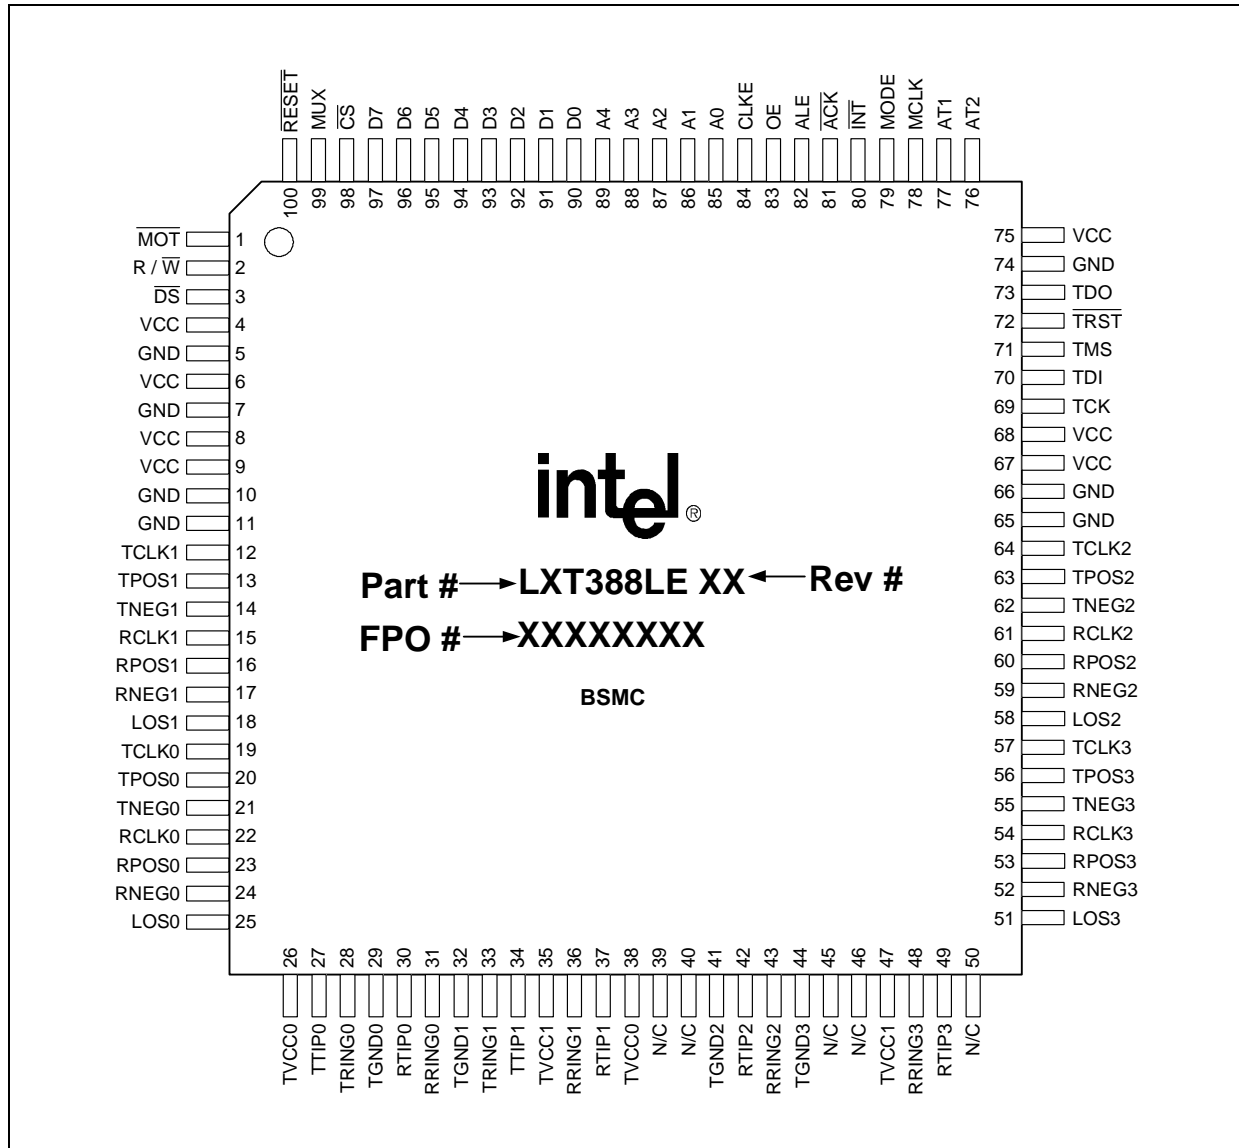 RESET MUX CS D7 D6 D5 D4 D3 D2 D1 D0 A4 A3 A2 A1 A0 CLKE OE ALE ACK INT MODE MCLK AT1 AT2
100 99 98 97 96 95 94 93 92 91 90 89 88 87 86 85 84 83 82 81 80 79 78 77 76
MOT 1
R / W 2
DS 3
VCC 4
GND 5
VCC 6
GND 7
VCC 8
VCC 9
GND 10
GND 11
TCLK1 12
TPOS1 13
TNEG1 14
RCLK1 15
RPOS1 16
RNEG1 17
LOS1 18
TCLK0 19
TPOS0 20
TNEG0 21
RCLK0 22
RPOS0 23
RNEG0 24
LOS0 25
intel®
Part # LXT388LE XX Rev #
FPO # XXXXXXXX
BSMC
75 VCC
74 GND
73 TDO
72 TRST
71 TMS
70 TDI
69 TCK
68 VCC
67 VCC
66 GND
65 GND
64 TCLK2
63 TPOS2
62 TNEG2
61 RCLK2
60 RPOS2
59 RNEG2
58 LOS2
57 TCLK3
56 TPOS3
55 TNEG3
54 RCLK3
53 RPOS3
52 RNEG3
51 LOS3
26 27 28 29 30 31 32 33 34 35 36 37 38 39 40 41 42 43 44 45 46 47 48 49 50
TVCC0 TTIP0 TRING0 TGND0 RTIP0 RRING0 TGND1 TRING1 TTIP1 TVCC1 RRING1 RTIP1 TVCC0 N/C N/C TGND2 RTIP2 RRING2 TGND3 N/C N/C TVCC1 RRING3 RTIP3 N/C